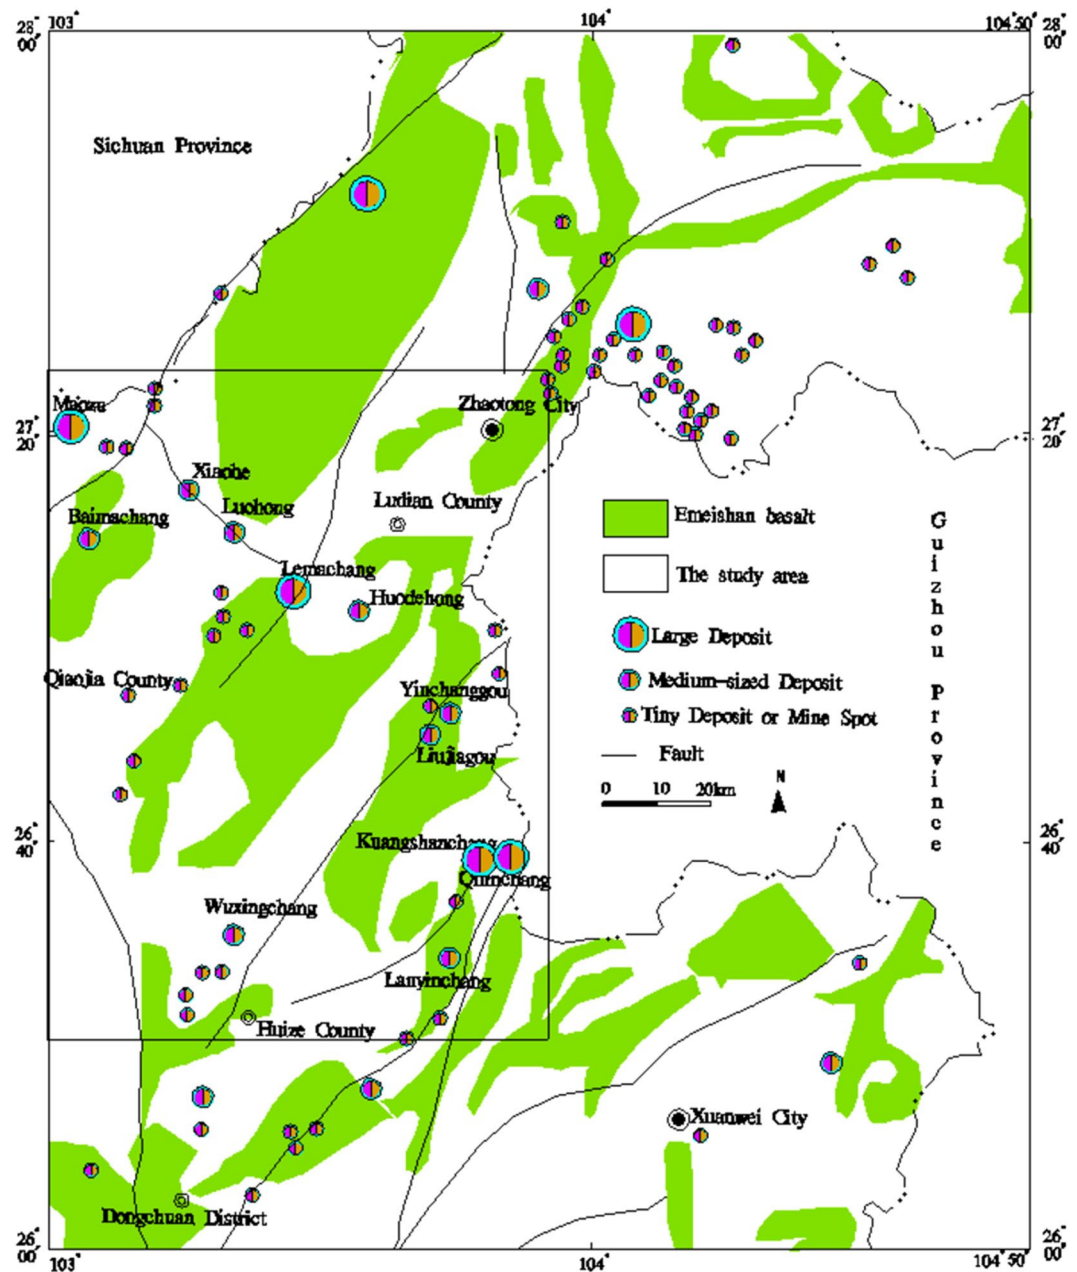 28° 00′ 103° 104° 104° 50′ 28° 00′
Sichuan Province
Maozu
Zhaotong City
27° 20′ 27° 20′
Xiaohe
Luohong
Ludian County
Baimachang
Emeishan basalt
Guizhou Province
Lemachang
The study area
Huodehong
Large Deposit
Qiaojia County
Yinchanggou
Medium-sized Deposit
Tiny Deposit or Mine Spot
Liujiagou
Fault
N
0 10 20km
26° 40′ 26° 40′
Kuangshanchang
Qilinchang
Wuxingchang
Lanyinchang
Huize County
Xuanwei City
Dongchuan District
26° 00′ 103° 104° 104° 50′ 26° 00′